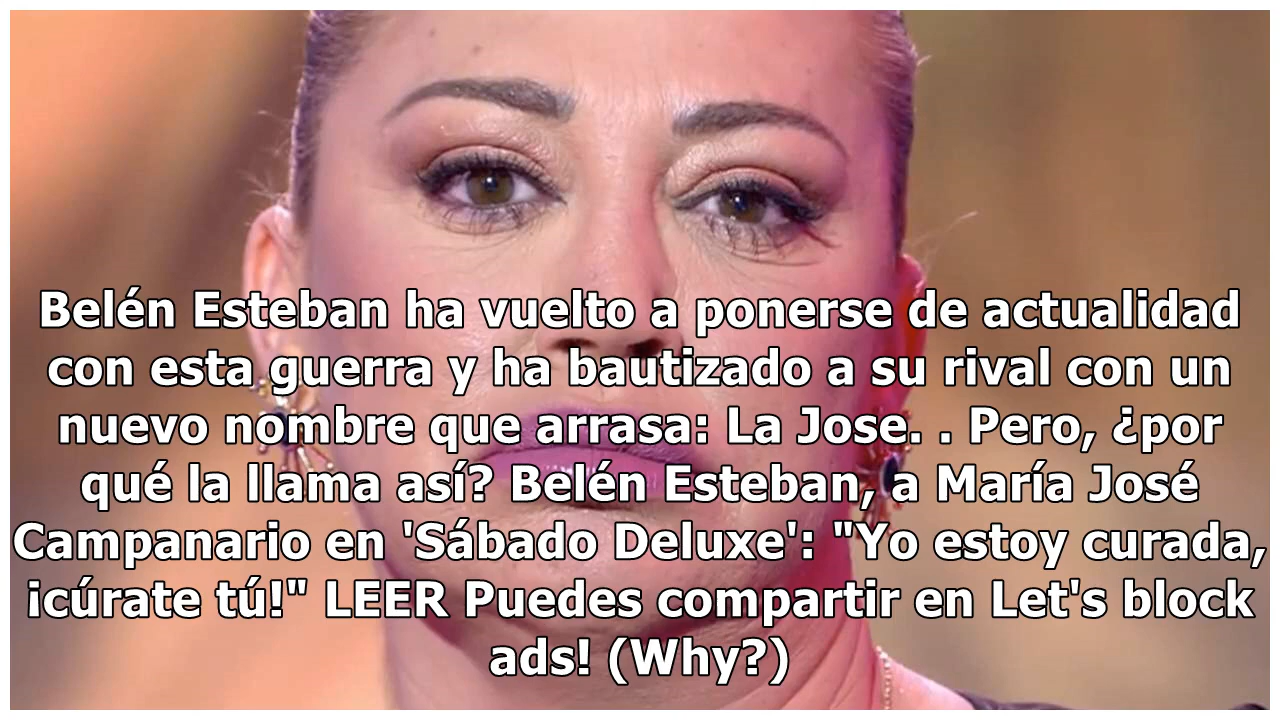 Belén Esteban ha vuelto a ponerse de actualidad
con esta guerra y ha bautizado a su rival con un
nuevo nombre que arrasa: La Jose. . Pero, ¿por
qué la llama así? Belén Esteban, a María José
Campanario en 'Sábado Deluxe': "Yo estoy curada,
¡cúrate tú!" LEER Puedes compartir en Let's block
ads! (Why?)